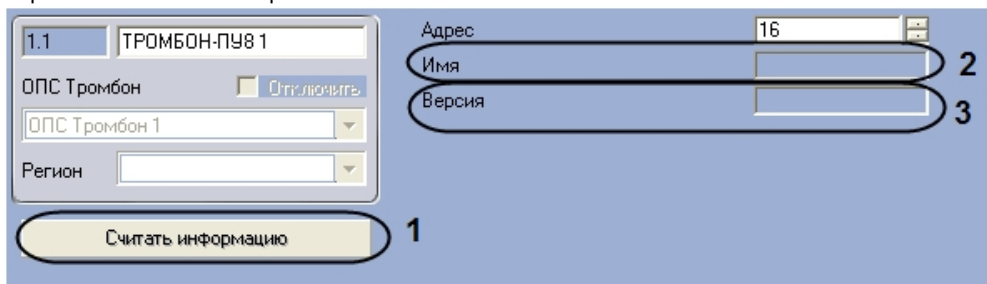 1.1 ТРОМБОН-ПУ8 1
ОПС Тромбон Отключить
ОПС Тромбон 1
Регион
Считать информацию 1
Адрес 16
Имя 2
Версия 3